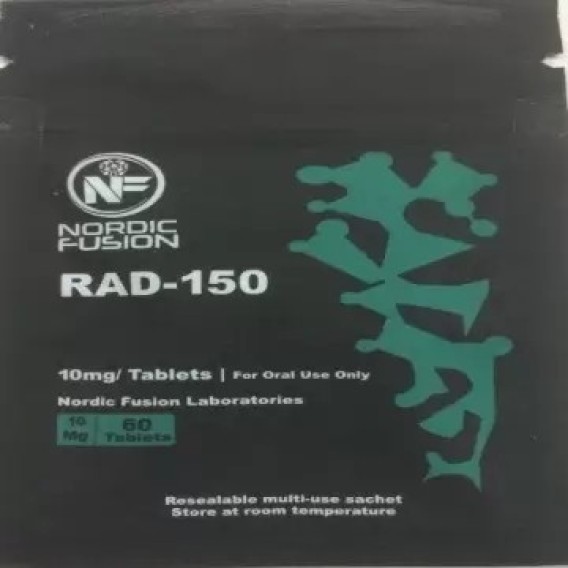 NF
NORDIC
FUSION
RAD-150
10mg/ Tablets | For Oral Use Only
Nordic Fusion Laboratories
10 Mg | 60 Tablets
Resealable multi-use sachet
Store at room temperature